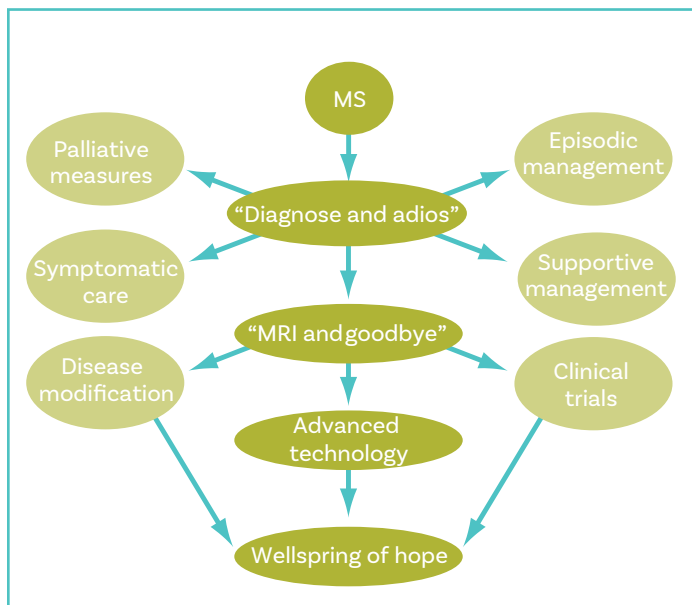 MS
Palliative
measures
Episodic
management
“Diagnose and adios”
Symptomatic
care
Supportive
management
“MRI and goodbye”
Disease
modification
Clinical
trials
Advanced
technology
Wellspring of hope